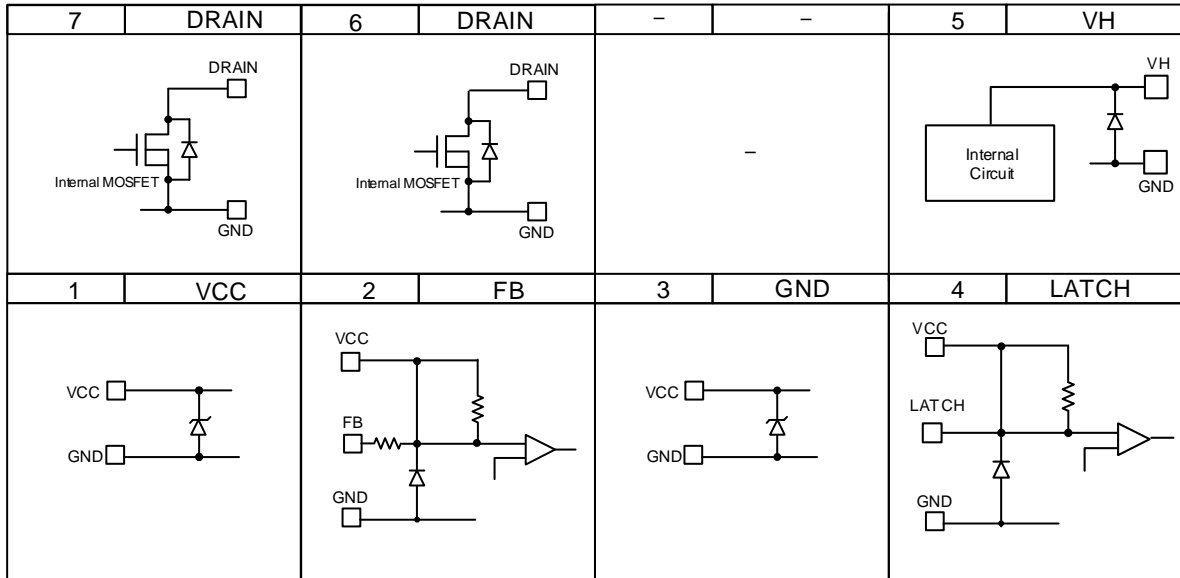 7 DRAIN 6 DRAIN – – 5 VH
DRAIN
Internal MOSFET
GND
DRAIN
Internal MOSFET
GND
–
VH
Internal
Circuit
GND
1 VCC 2 FB 3 GND 4 LATCH
VCC
GND
VCC
FB
GND
VCC
GND
VCC
LATCH
GND